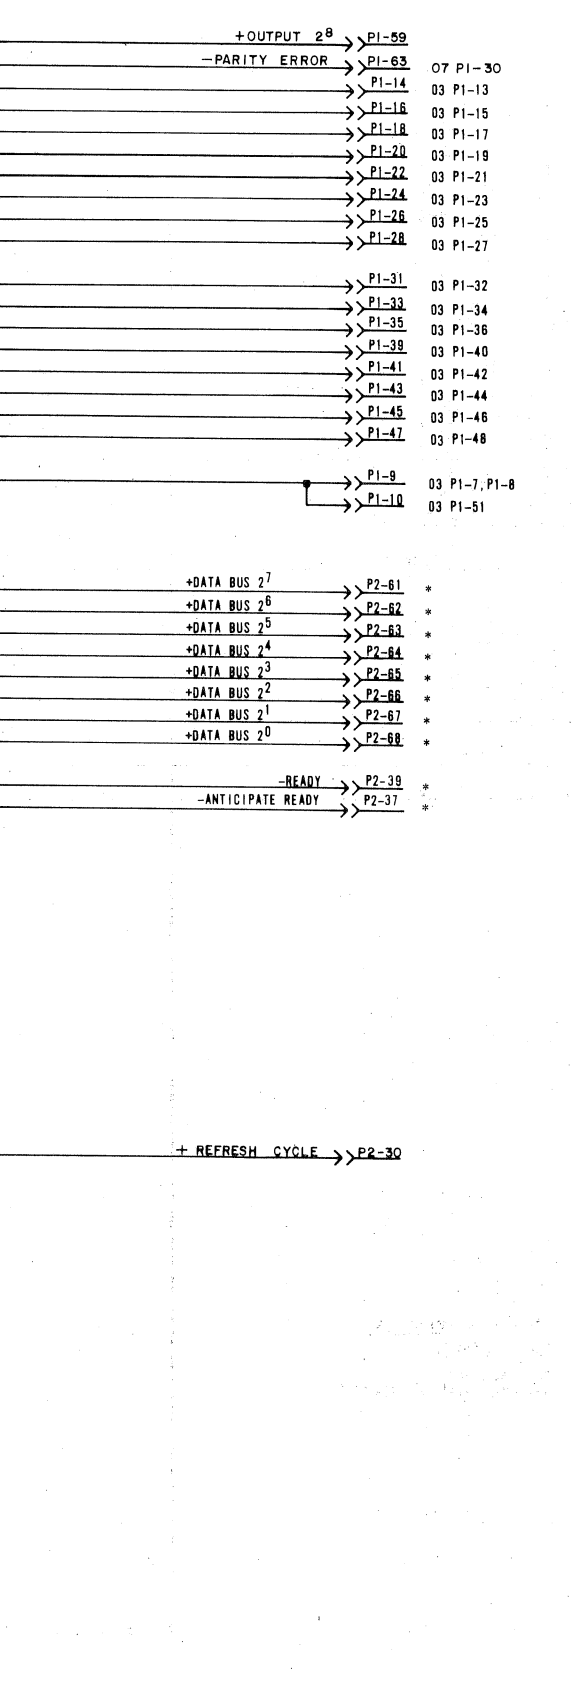 +OUTPUT 2⁸ P1-59
-PARITY ERROR P1-63 07 P1-30
P1-14 03 P1-13
P1-16 03 P1-15
P1-18 03 P1-17
P1-20 03 P1-19
P1-22 03 P1-21
P1-24 03 P1-23
P1-26 03 P1-25
P1-28 03 P1-27
P1-31 03 P1-32
P1-33 03 P1-34
P1-35 03 P1-36
P1-39 03 P1-40
P1-41 03 P1-42
P1-43 03 P1-44
P1-45 03 P1-46
P1-47 03 P1-48
P1-9 03 P1-7, P1-8
P1-10 03 P1-51
+DATA BUS 2⁷ P2-61 *
+DATA BUS 2⁶ P2-62 *
+DATA BUS 2⁵ P2-63 *
+DATA BUS 2⁴ P2-64 *
+DATA BUS 2³ P2-65 *
+DATA BUS 2² P2-66 *
+DATA BUS 2¹ P2-67 *
+DATA BUS 2⁰ P2-68 *
-READY P2-39 *
-ANTICIPATE READY P2-37 *
+ REFRESH CYCLE P2-30